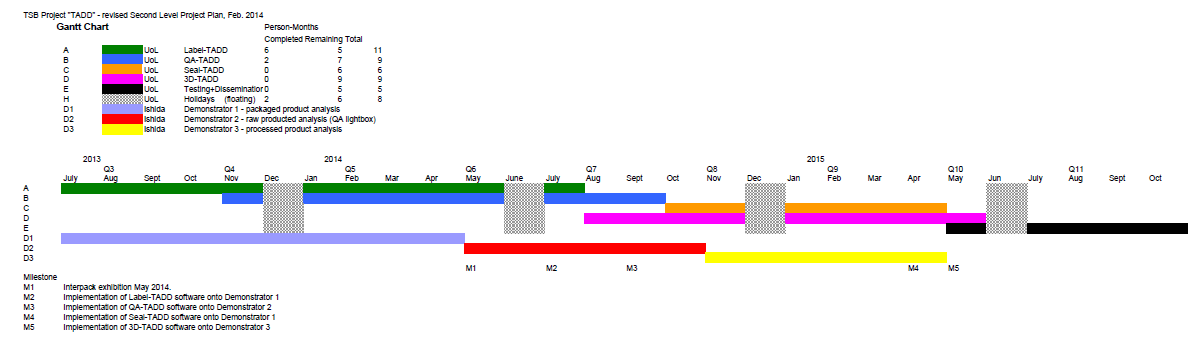 TSB Project "TADD" - revised Second Level Project Plan, Feb. 2014
Gantt Chart Person-Months
Completed Remaining Total
A UoL Label-TADD 6 5 11
B UoL QA-TADD 2 7 9
C UoL Seal-TADD 0 6 6
D UoL 3D-TADD 0 9 9
E UoL Testing+Dissemination 0 5 5
H UoL Holidays (floating) 2 6 8
D1 Ishida Demonstrator 1 - packaged product analysis
D2 Ishida Demonstrator 2 - raw producted analysis (QA lightbox)
D3 Ishida Demonstrator 3 - processed product analysis
2013 2014 2015
Q3 Q4 Q5 Q6 Q7 Q8 Q9 Q10 Q11
July Aug Sept Oct Nov Dec Jan Feb Mar Apr May June July Aug Sept Oct Nov Dec Jan Feb Mar Apr May Jun July Aug Sept Oct
A
B
C
D
E
D1
D2
D3
M1 M2 M3 M4 M5
Milestone
M1 Interpack exhibition May 2014.
M2 Implementation of Label-TADD software onto Demonstrator 1
M3 Implementation of QA-TADD software onto Demonstrator 2
M4 Implementation of Seal-TADD software onto Demonstrator 1
M5 Implementation of 3D-TADD software onto Demonstrator 3